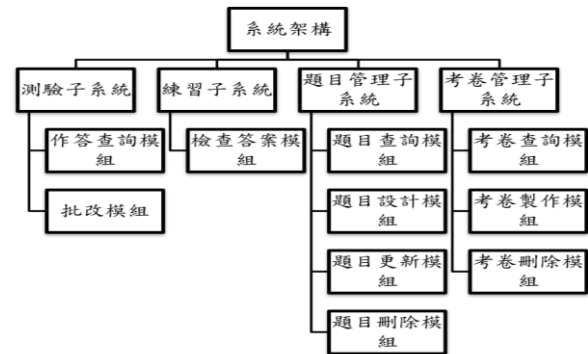 系統架構
測驗子系統
練習子系統
題目管理子
系統
考卷管理子
系統
作答查詢模
組
批改模組
檢查答案模
組
題目查詢模
組
題目設計模
組
題目更新模
組
題目刪除模
組
考卷查詢模
組
考卷製作模
組
考卷刪除模
組